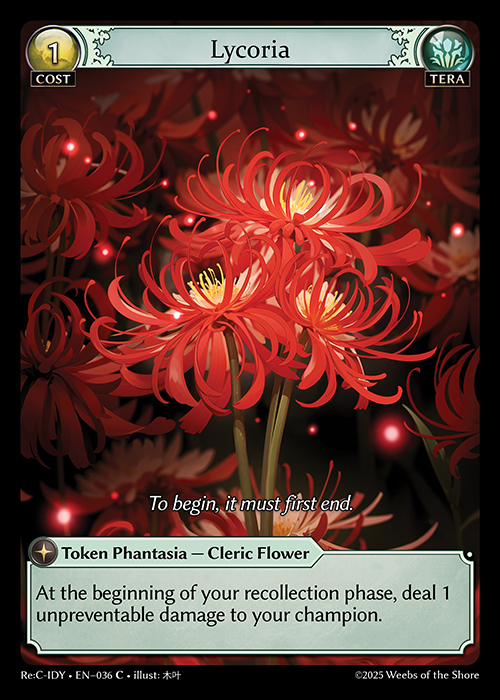 1
COST
Lycoria
TERA
To begin, it must first end.
Token Phantasia — Cleric Flower
At the beginning of your recollection phase, deal 1
unpreventable damage to your champion.
Re:C-IDY • EN-036 C • illust: 木叶
©2025 Weebs of the Shore